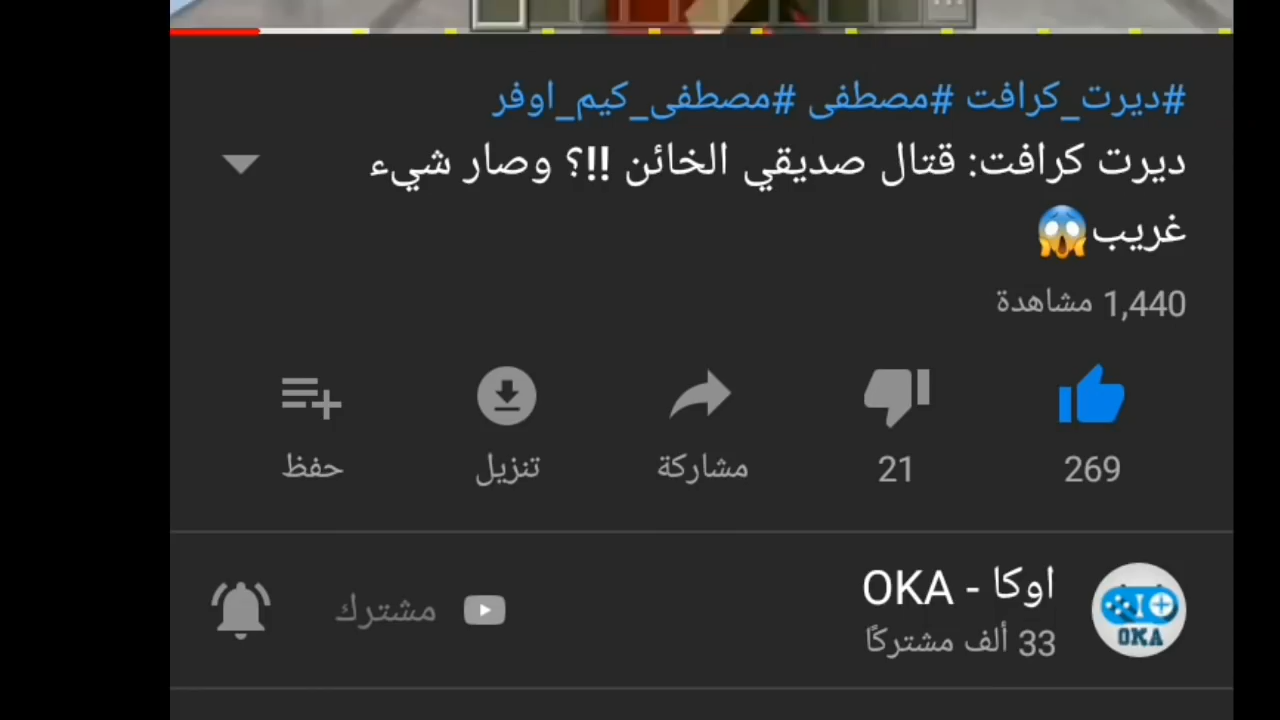 #ديرت_كرافت #مصطفى #مصطفى_كيم_اوفر
ديرت كرافت: قتال صديقي الخائن !!؟ وصار شيء
غريب😱
1,440 مشاهدة
269
21
مشاركة
تنزيل
حفظ
اوكا - OKA
33 ألف مشتركًا
مشترك
OKA